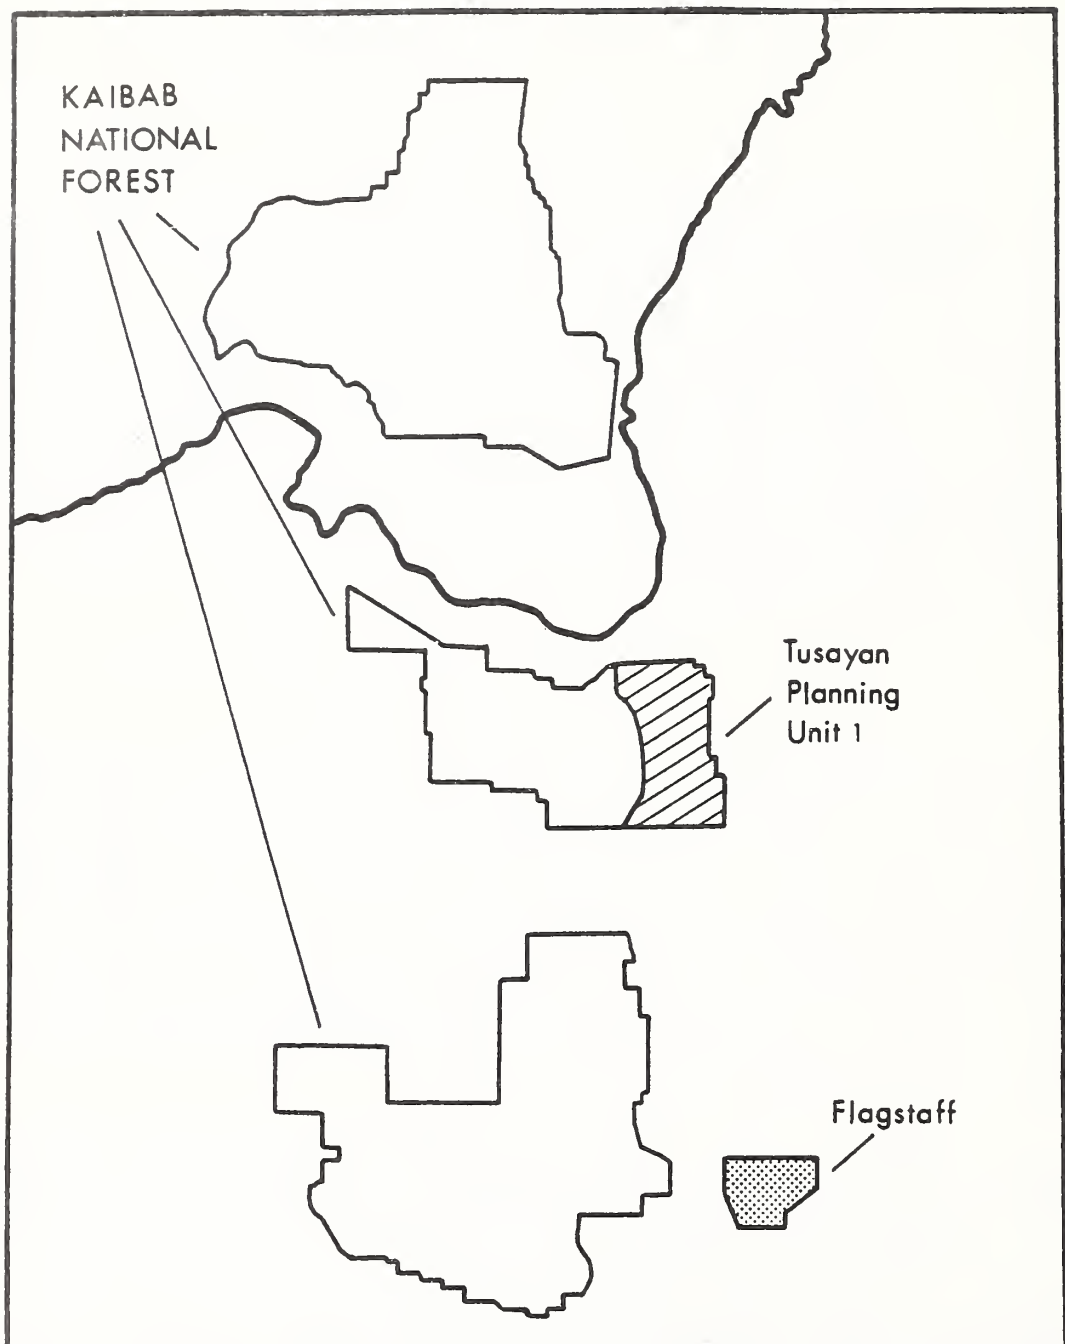 KAIBAB
NATIONAL
FOREST
Tusayan
Planning
Unit 1
Flagstaff